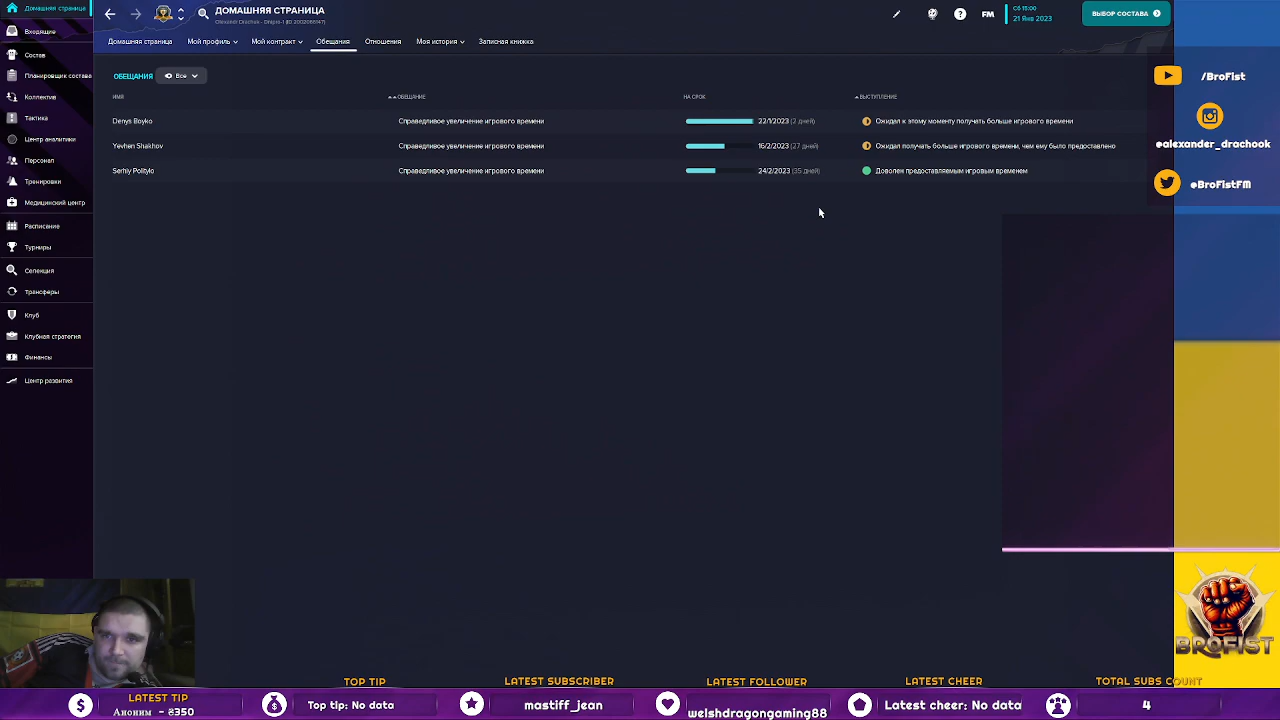 Домашняя страница
Входящие
Состав
Планировщик состава
Коллектив
Тактика
Центр аналитики
Персонал
Тренировки
Медицинский центр
Расписание
Турниры
Селекция
Трансферы
Клуб
Клубная стратегия
Финансы
Центр развития
ДОМАШНЯЯ СТРАНИЦА
FM
Сб 15:00
21 Янв 2023
ВЫБОР СОСТАВА
Домашняя страница Мой профиль Мой контракт Обещания Отношения Моя история Записная книжка
ОБЕЩАНИЯ Все
ИМЯ ОБЕЩАНИЕ НА СРОК ВЫСТУПЛЕНИЕ
Denys Boyko Справедливое увеличение игрового времени 22/1/2023 (2 дней) Ожидал к этому моменту получать больше игрового времени
Yevhen Shakhov Справедливое увеличение игрового времени 16/2/2023 (27 дней) Ожидал получать больше игрового времени, чем ему было предоставлено
Serhiy Politylo Справедливое увеличение игрового времени 24/2/2023 (35 дней) Доволен предоставляемым игровым временем
/BroFist
@alexander_drachok
@BroFistFM
BROFIST
LATEST TIP
Аноним - ₴350
TOP TIP
Top tip: No data
LATEST SUBSCRIBER
mastiff_jean
LATEST FOLLOWER
welshdragongaming88
LATEST CHEER
Latest cheer: No data
TOTAL SUBS COUNT
4